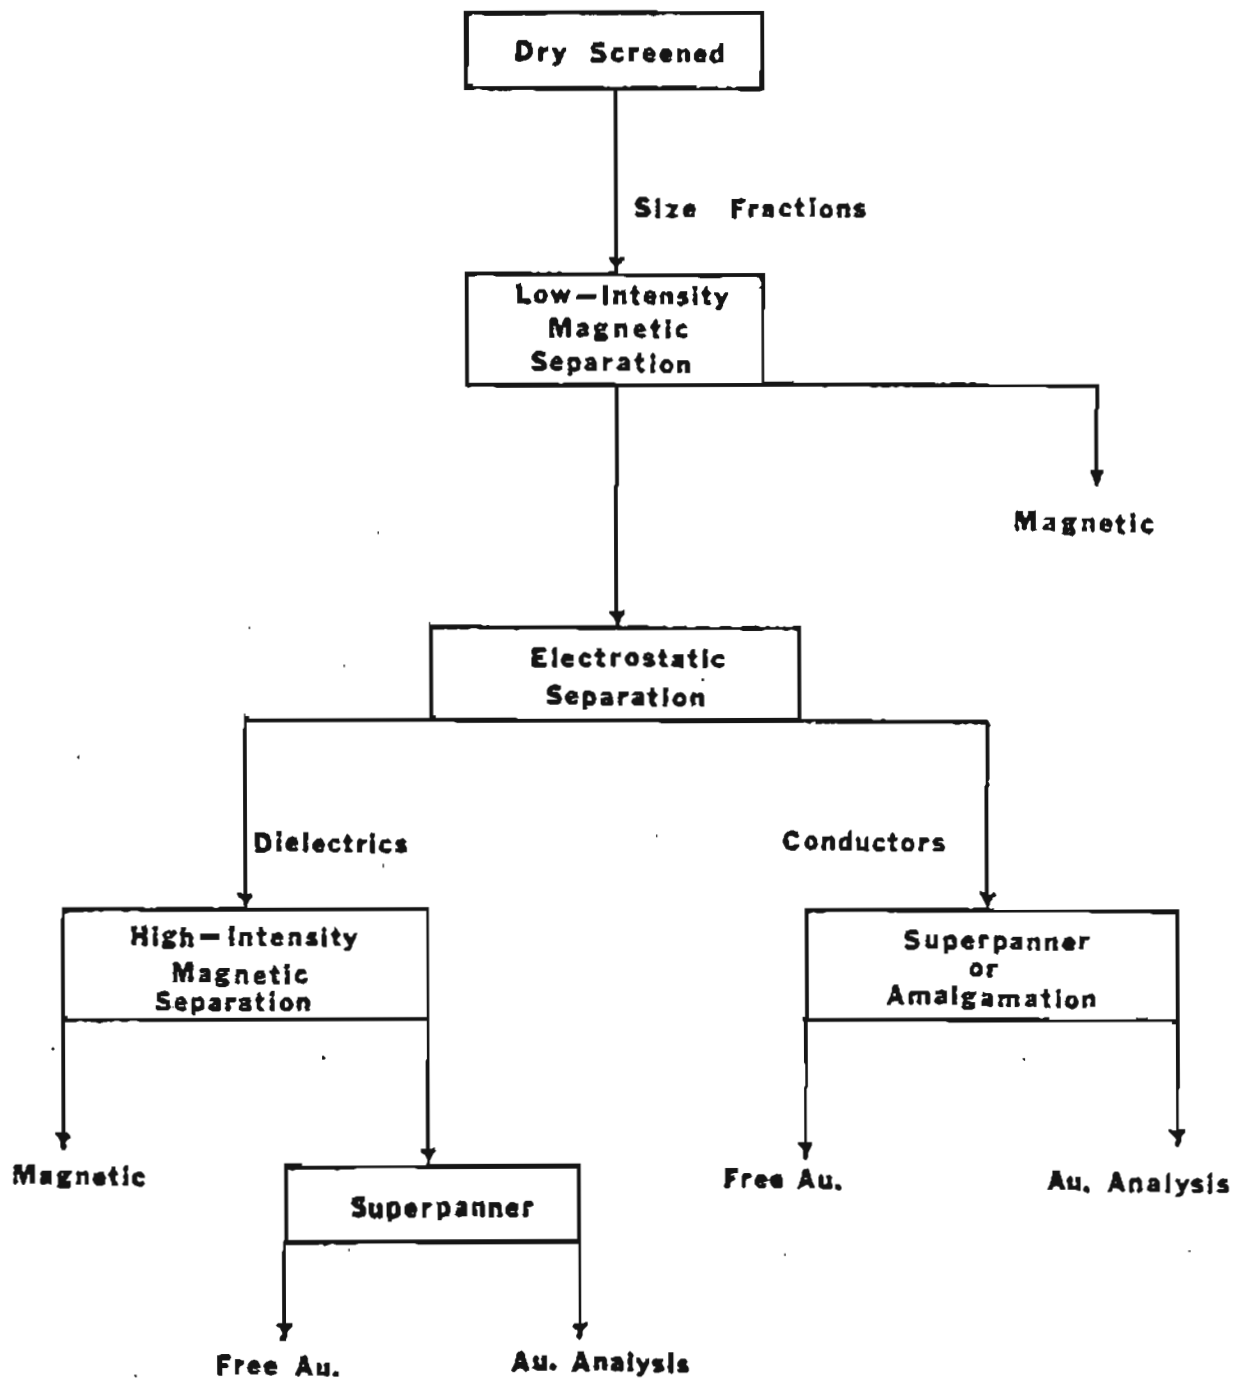 Dry Screened
Size Fractions
Low-Intensity
Magnetic
Separation
Magnetic
Electrostatic
Separation
Dielectrics
Conductors
High-Intensity
Magnetic
Separation
Superpanner
or
Amalgamation
Magnetic
Superpanner
Free Au.
Au. Analysis
Free Au.
Au. Analysis